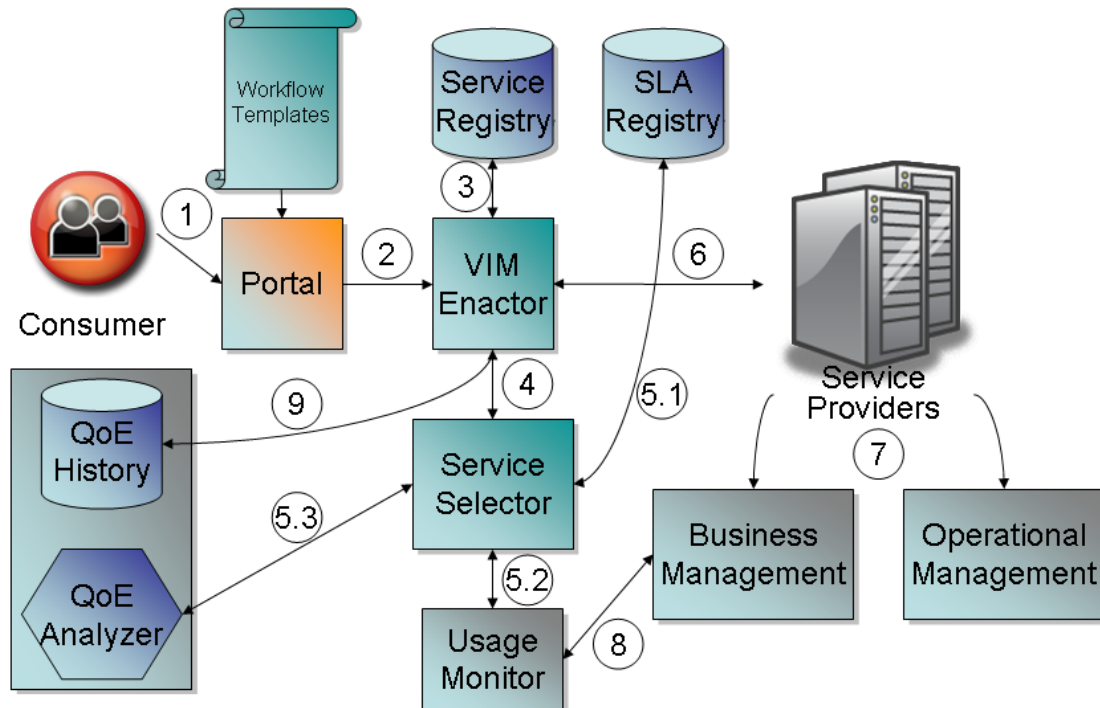 Workflow
Templates
Service
Registry
SLA
Registry
1
3
Portal
2
VIM
Enactor
6
Consumer
Service
Providers
9
4
5.1
QoE
History
Service
Selector
7
5.3
Business
Management
Operational
Management
QoE
Analyzer
5.2
Usage
Monitor
8